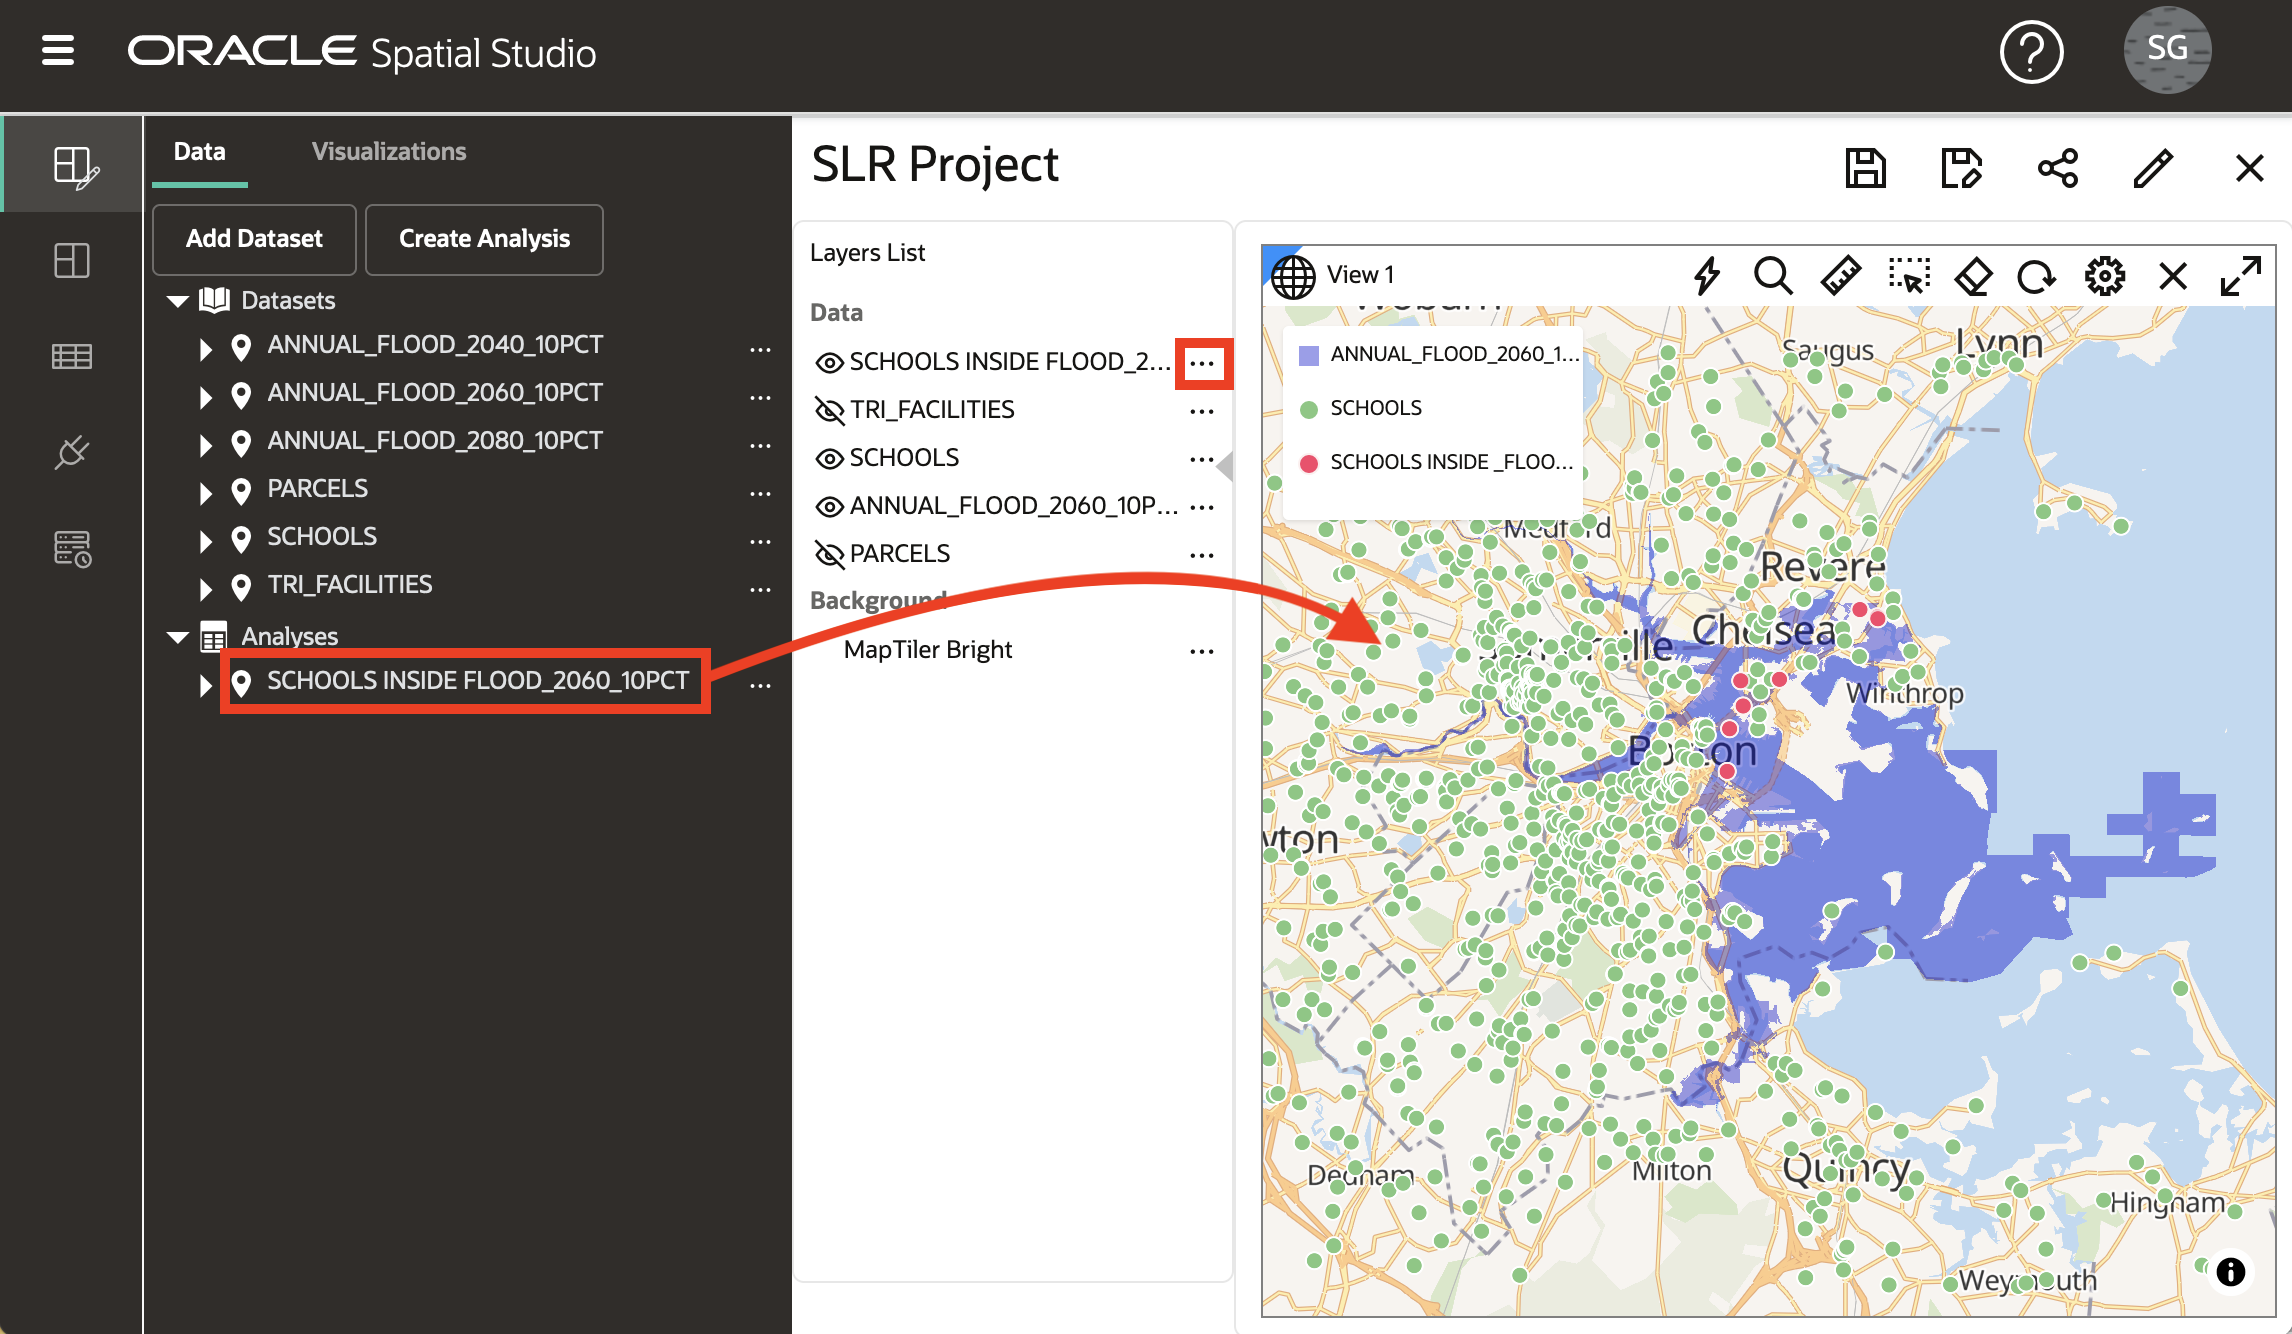 ORACLE Spatial Studio
SG
Data
Visualizations
Add Dataset
Create Analysis
Datasets
ANNUAL_FLOOD_2040_10PCT
ANNUAL_FLOOD_2060_10PCT
ANNUAL_FLOOD_2080_10PCT
PARCELS
SCHOOLS
TRI_FACILITIES
Analyses
SCHOOLS INSIDE FLOOD_2060_10PCT
SLR Project
Layers List
Data
SCHOOLS INSIDE FLOOD_2...
TRI_FACILITIES
SCHOOLS
ANNUAL_FLOOD_2060_10P...
PARCELS
Background
MapTiler Bright
View 1
ANNUAL_FLOOD_2060_1...
SCHOOLS
SCHOOLS INSIDE _FLOO...
Saugus
Lynn
Medford
Revere
Chelsea
Winthrop
Boston
Dedham
Milton
Quincy
Hingham
Weymouth